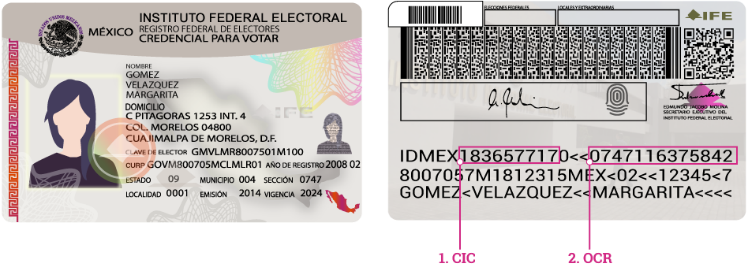 INSTITUTO FEDERAL ELECTORAL
MÉXICO REGISTRO FEDERAL DE ELECTORES
CREDENCIAL PARA VOTAR
NOMBRE
GOMEZ
VELAZQUEZ
MARGARITA
DOMICILIO
C PITAGORAS 1253 INT. 4
COL. MORELOS 04800
CUAJIMALPA DE MORELOS, D.F.
CLAVE DE ELECTOR GMVLMR8007501M100
CURP GOVM800705MCLMLR01 AÑO DE REGISTRO 2008 02
ESTADO 09 MUNICIPIO 004 SECCIÓN 0747
LOCALIDAD 0001 EMISIÓN 2014 VIGENCIA 2024
IFE
ELECCIONES FEDERALES LOCALES Y EXTRAORDINARIAS
IFE
EDMUNDO JACOBO MOLINA
SECRETARIO EJECUTIVO DEL
INSTITUTO FEDERAL ELECTORAL
IDMEX1836577170<<0747116375842
8007057M1812315MEX<02<<12345<7
GOMEZ<VELAZQUEZ<<MARGARITA<<<<
1. CIC
2. OCR